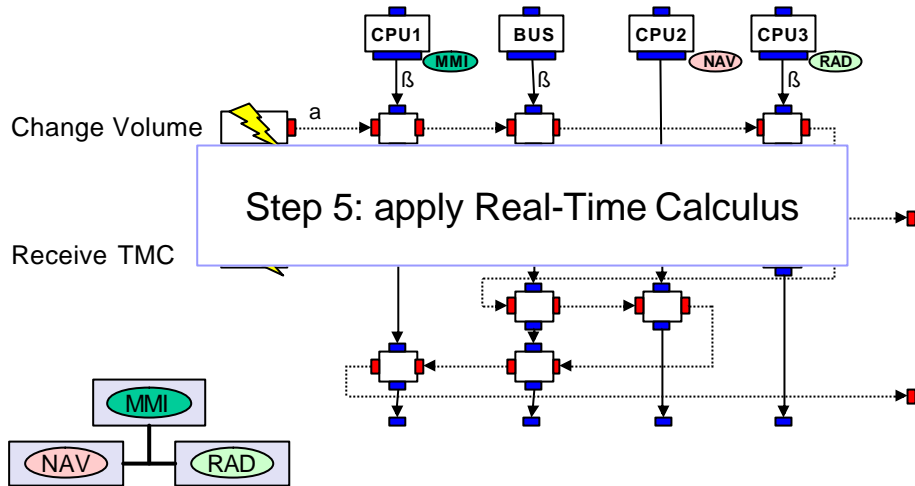 CPU1
BUS
CPU2
CPU3
MMI
NAV
RAD
ß
ß
ß
a
Change Volume
Step 5: apply Real-Time Calculus
Receive TMC
MMI
NAV
RAD